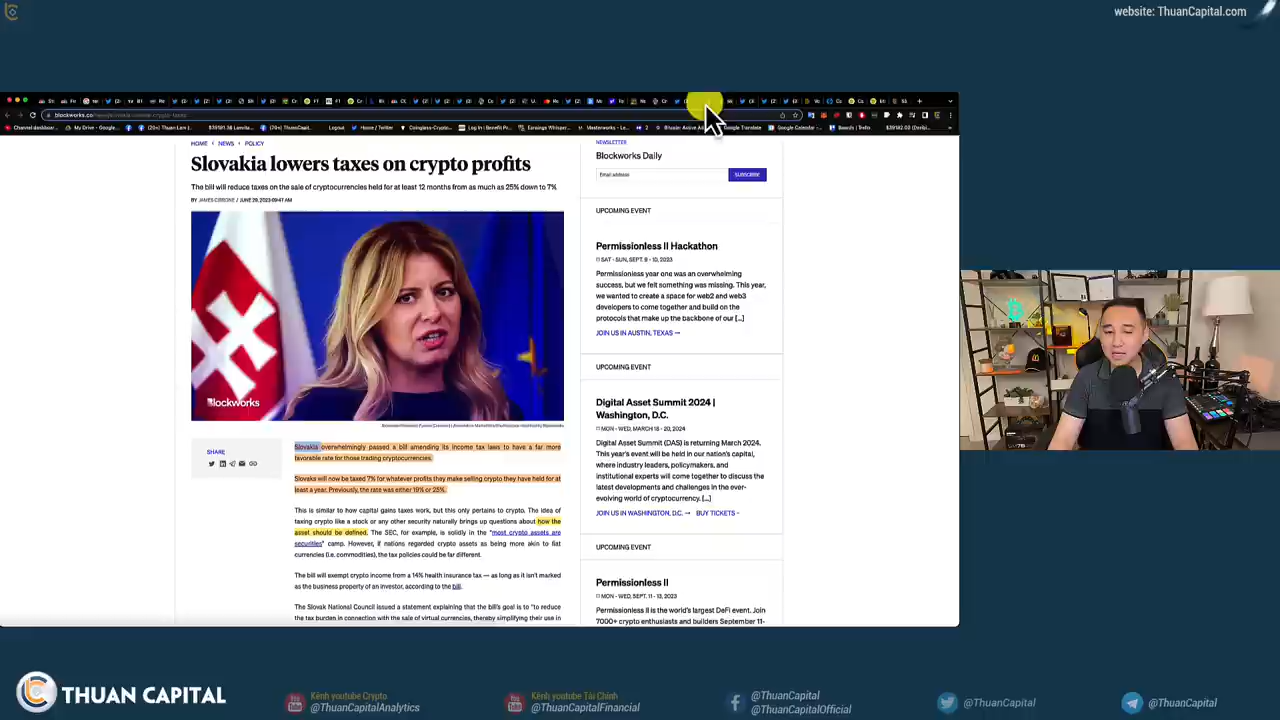 website: ThuanCapital.com
HOME
NEWS
POLICY
Slovakia lowers taxes on crypto profits
The bill will reduce taxes on the sale of cryptocurrencies held for at least 12 months from as much as 25% down to 7%
BY JAMES CIRRONE / JUNE 29, 2023 09:47 AM
Blockworks
SHARE
Slovakia overwhelmingly passed a bill amending its income tax laws to have a far more
favorable rate for those trading cryptocurrencies.
Slovaks will now be taxed 7% for whatever profits they make selling crypto they have held for at
least a year. Previously, the rate was either 19% or 25%.
This is similar to how capital gains taxes work, but this only pertains to crypto. The idea of
taxing crypto like a stock or any other security naturally brings up questions about how the
asset should be defined. The SEC, for example, is solidly in the "most crypto assets are
securities" camp. However, if nations regarded crypto assets as being more akin to fiat
currencies (i.e. commodities), the tax policies could be far different.
The bill will exempt crypto income from a 14% health insurance tax — as long as it isn't marked
as the business property of an investor, according to the bill.
The Slovak National Council issued a statement explaining that the bill's goal is to "to reduce
the tax burden in connection with the sale of virtual currencies, thereby simplifying their use in
NEWSLETTER
Blockworks Daily
Email address
SUBSCRIBE
UPCOMING EVENT
Permissionless II Hackathon
SAT - SUN, SEPT. 9 - 10, 2023
Permissionless year one was an overwhelming
success, but we felt something was missing. This year,
we wanted to create a space for web2 and web3
developers to come together and build on the
protocols that make up the backbone of our [...]
JOIN US IN AUSTIN, TEXAS →
UPCOMING EVENT
Digital Asset Summit 2024 |
Washington, D.C.
MON - WED, MARCH 18 - 20, 2024
Digital Asset Summit (DAS) is returning March 2024.
This year's event will be held in our nation's capital,
where industry leaders, policymakers, and
institutional experts will come together to discuss the
latest developments and challenges in the ever-
evolving world of cryptocurrency. [...]
JOIN US IN WASHINGTON, D.C. →
BUY TICKETS
UPCOMING EVENT
Permissionless II
MON - WED, SEPT. 11 - 13, 2023
Permissionless II is the world's largest DeFi event. Join
7000+ crypto enthusiasts and builders September 11-
THUAN CAPITAL
Kênh youtube Crypto
@ThuanCapitalAnalytics
Kênh youtube Tài Chính
@ThuanCapitalFinancial
@ThuanCapital
@ThuanCapitalOfficial
@ThuanCapital
@ThuanCapital